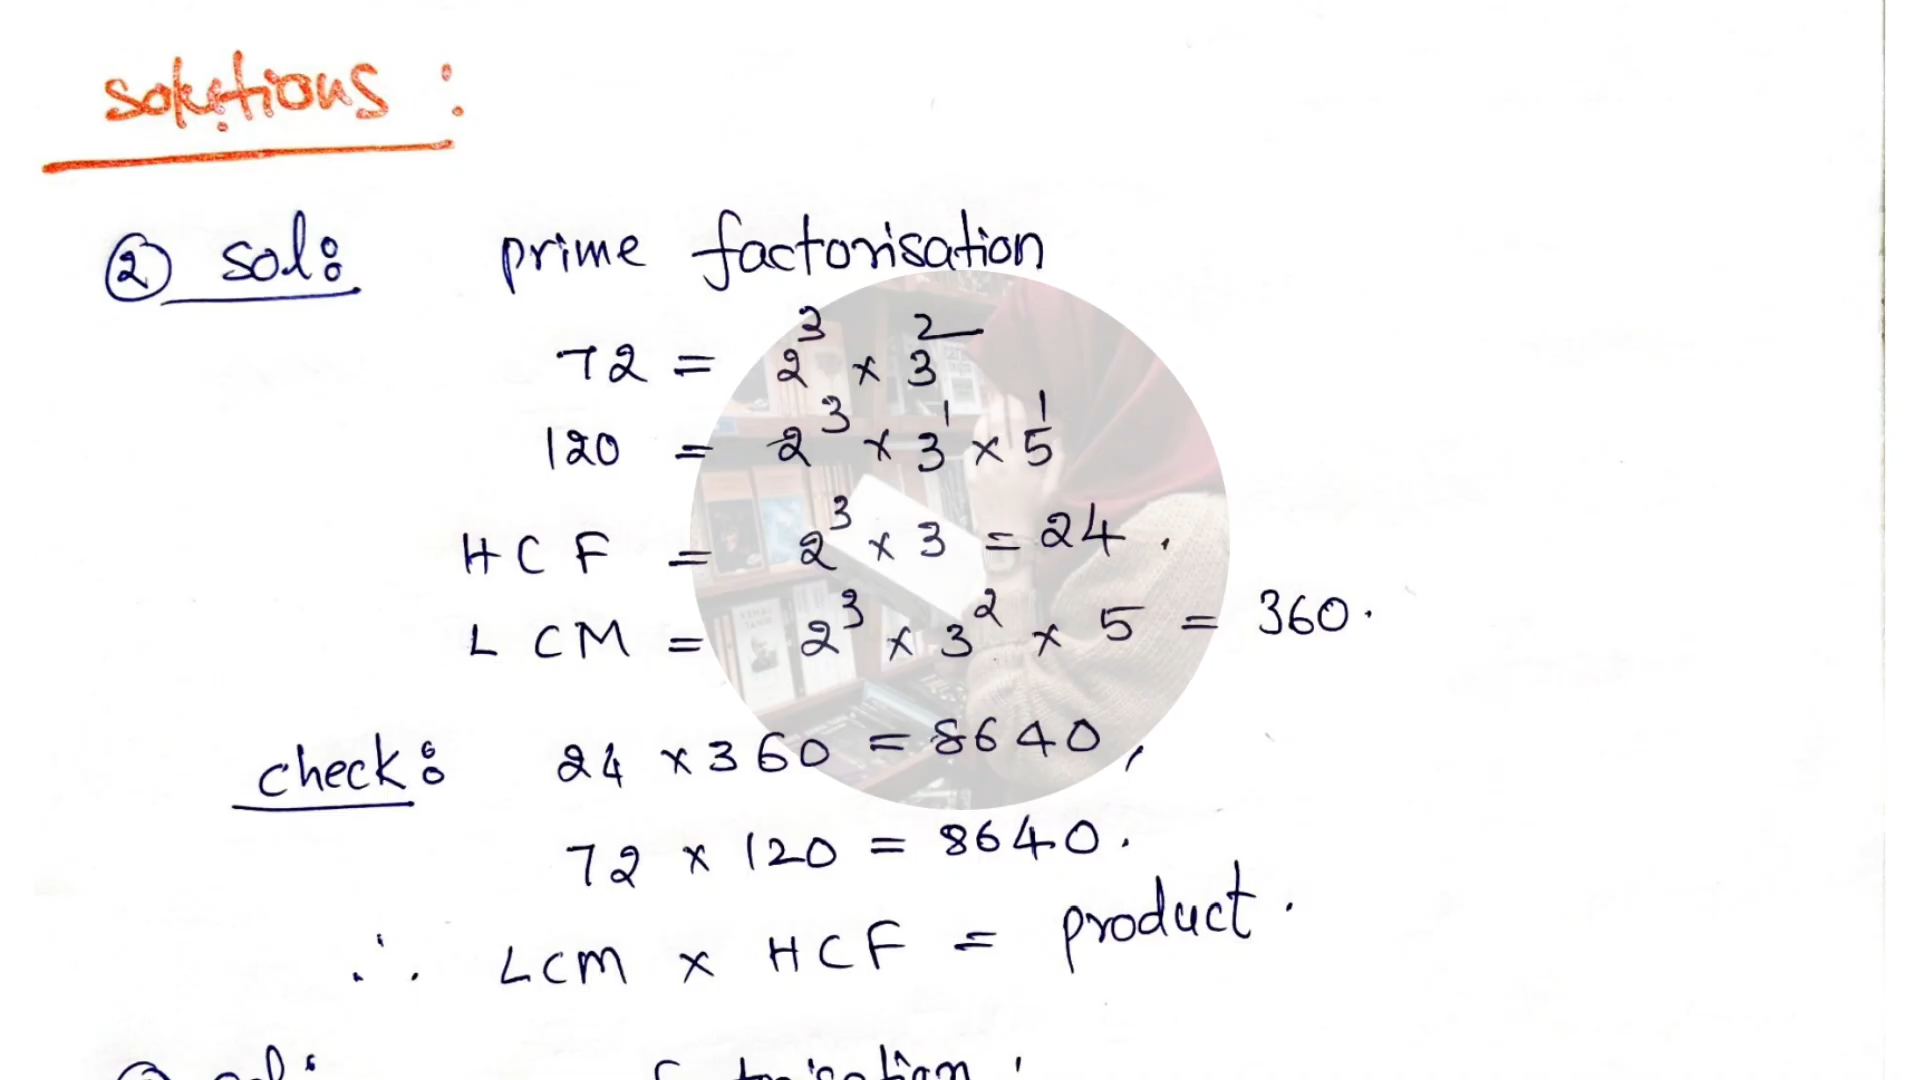 solutions :
② sol:   prime factorisation
72 = 2³ × 3²
120 = 2³ × 3¹ × 5¹
HCF = 2³ × 3 = 24.
LCM = 2³ × 3² × 5 = 360.
check:   24 × 360 = 8640,
72 × 120 = 8640.
∴ LCM × HCF = product.
sol: